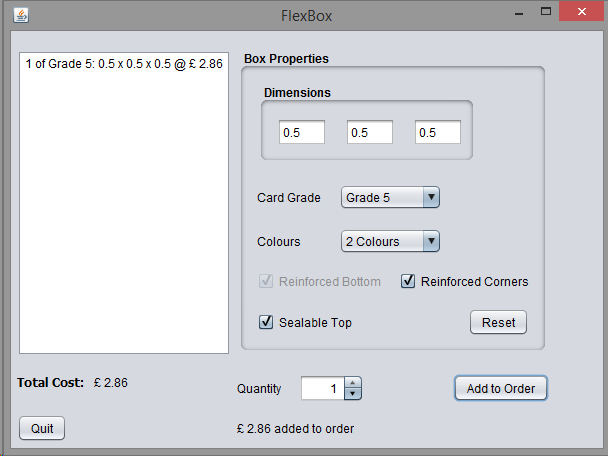 FlexBox
1 of Grade 5: 0.5 x 0.5 x 0.5 @ £ 2.86
Box Properties
Dimensions
0.5 0.5 0.5
Card Grade Grade 5
Colours 2 Colours
Reinforced Bottom Reinforced Corners
Sealable Top Reset
Total Cost: £ 2.86
Quantity 1 Add to Order
Quit £ 2.86 added to order